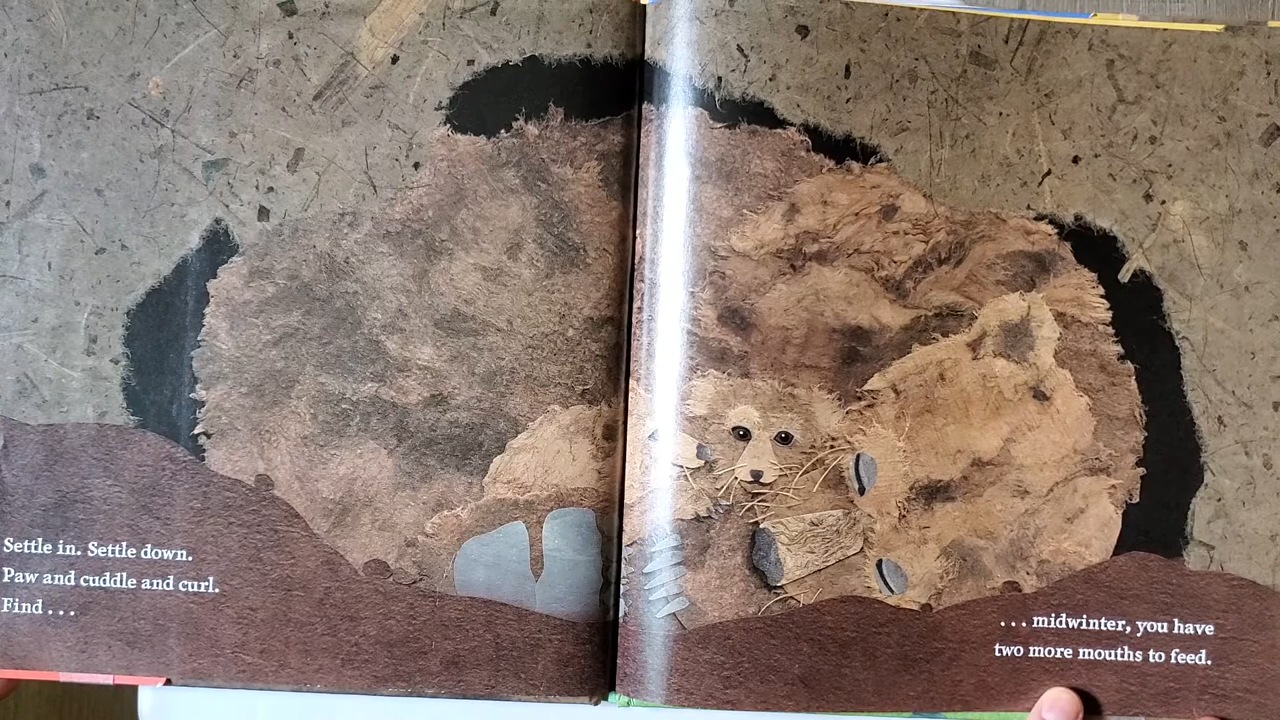 Settle in. Settle down.
Paw and cuddle and curl.
Find . . .
. . . midwinter, you have
two more mouths to feed.